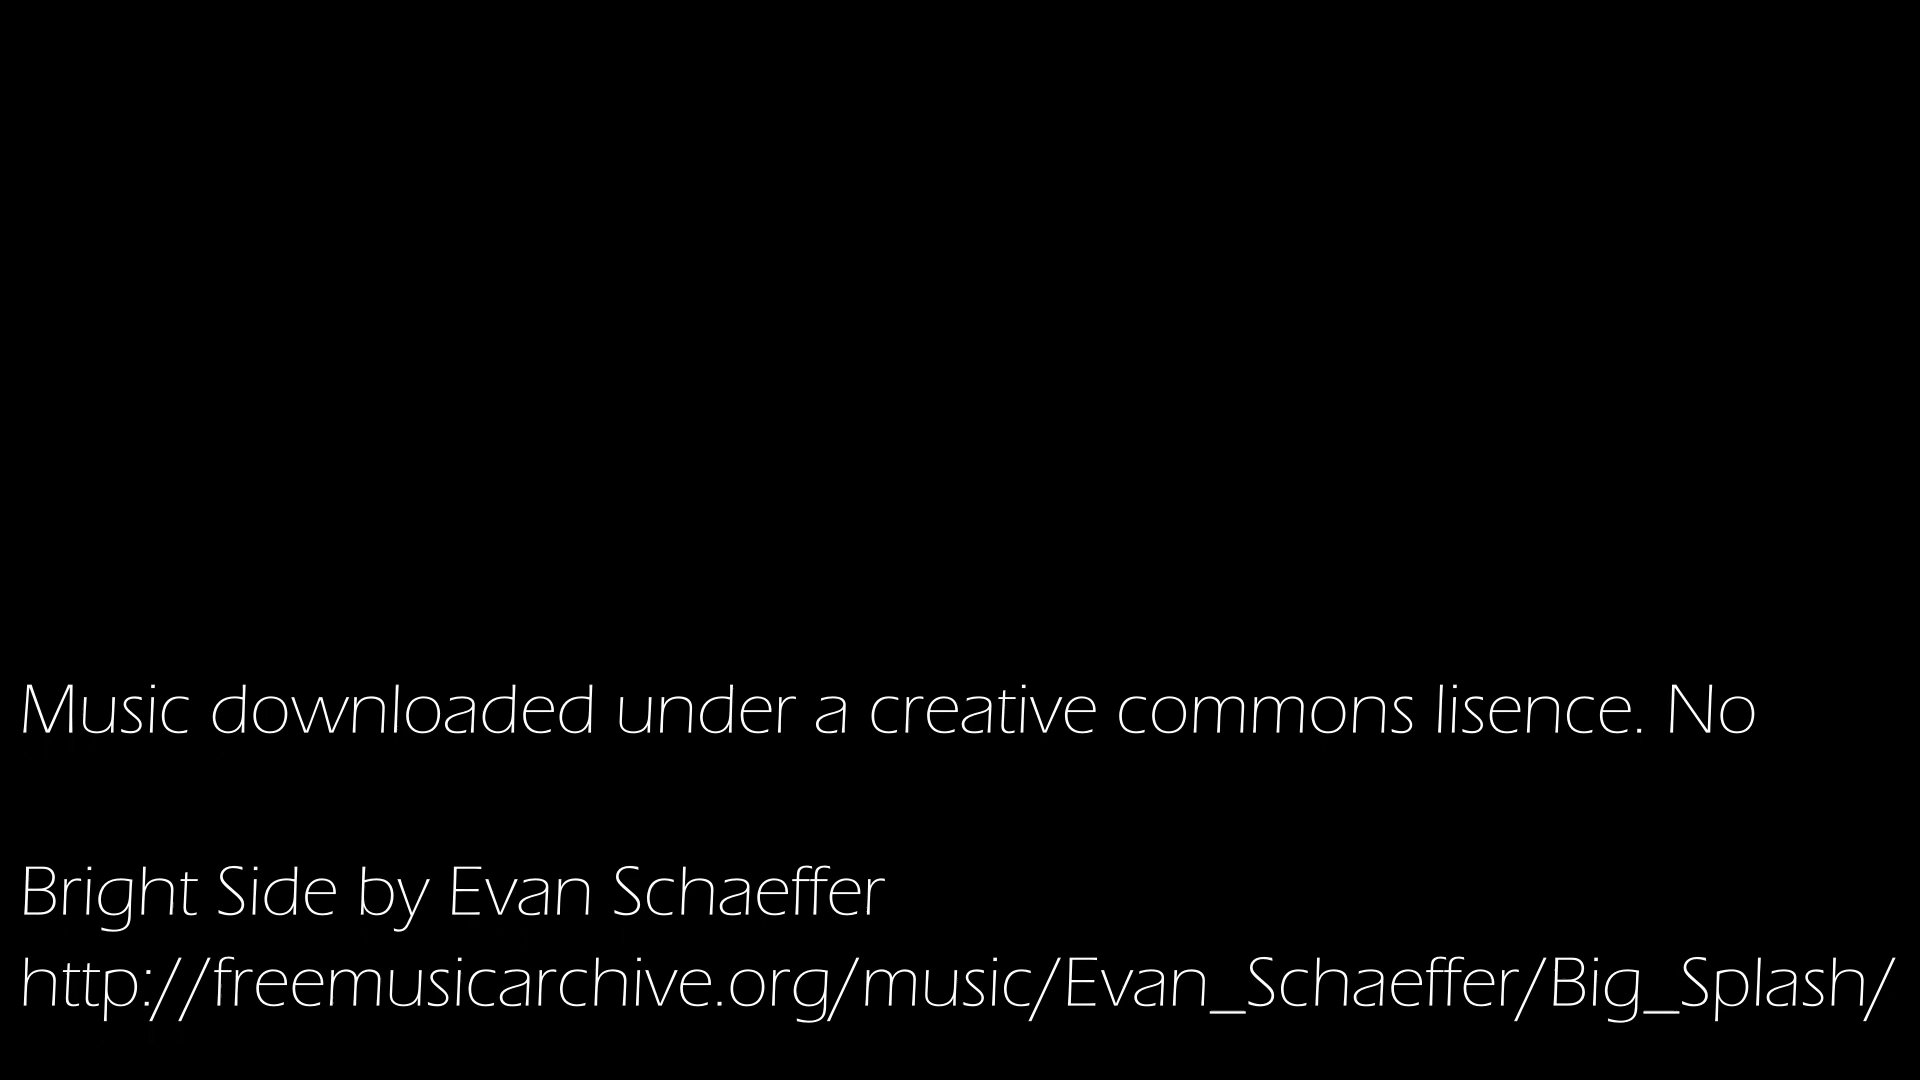 Music downloaded under a creative commons lisence. No
Bright Side by Evan Schaeffer
http://freemusicarchive.org/music/Evan_Schaeffer/Big_Splash/